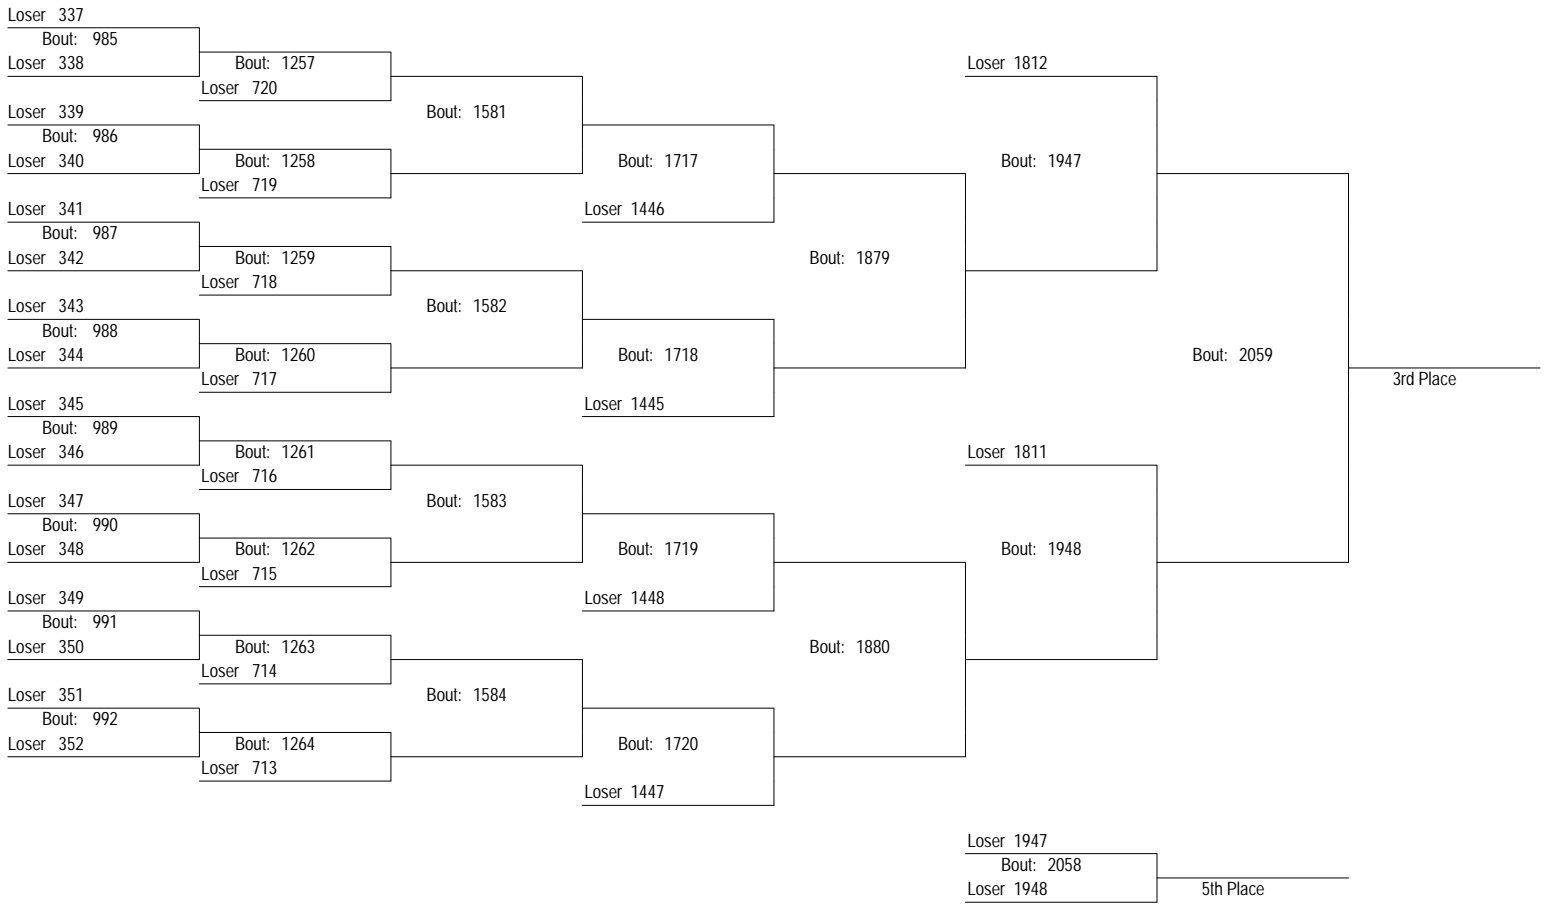 Loser 337
Bout: 985
Loser 338
Bout: 1257
Loser 720
Loser 339
Bout: 986
Loser 340
Bout: 1258
Loser 719
Bout: 1581
Loser 341
Bout: 987
Loser 342
Bout: 1259
Loser 718
Loser 343
Bout: 988
Loser 344
Bout: 1260
Loser 717
Bout: 1582
Loser 345
Bout: 989
Loser 346
Bout: 1261
Loser 716
Loser 347
Bout: 990
Loser 348
Bout: 1262
Loser 715
Bout: 1583
Loser 349
Bout: 991
Loser 350
Bout: 1263
Loser 714
Loser 351
Bout: 992
Loser 352
Bout: 1264
Loser 713
Bout: 1584
Bout: 1717
Loser 1446
Bout: 1718
Loser 1445
Bout: 1719
Loser 1448
Bout: 1720
Loser 1447
Bout: 1879
Bout: 1880
Loser 1812
Bout: 1947
Loser 1811
Bout: 1948
Bout: 2059
3rd Place
Loser 1947
Bout: 2058
Loser 1948
5th Place